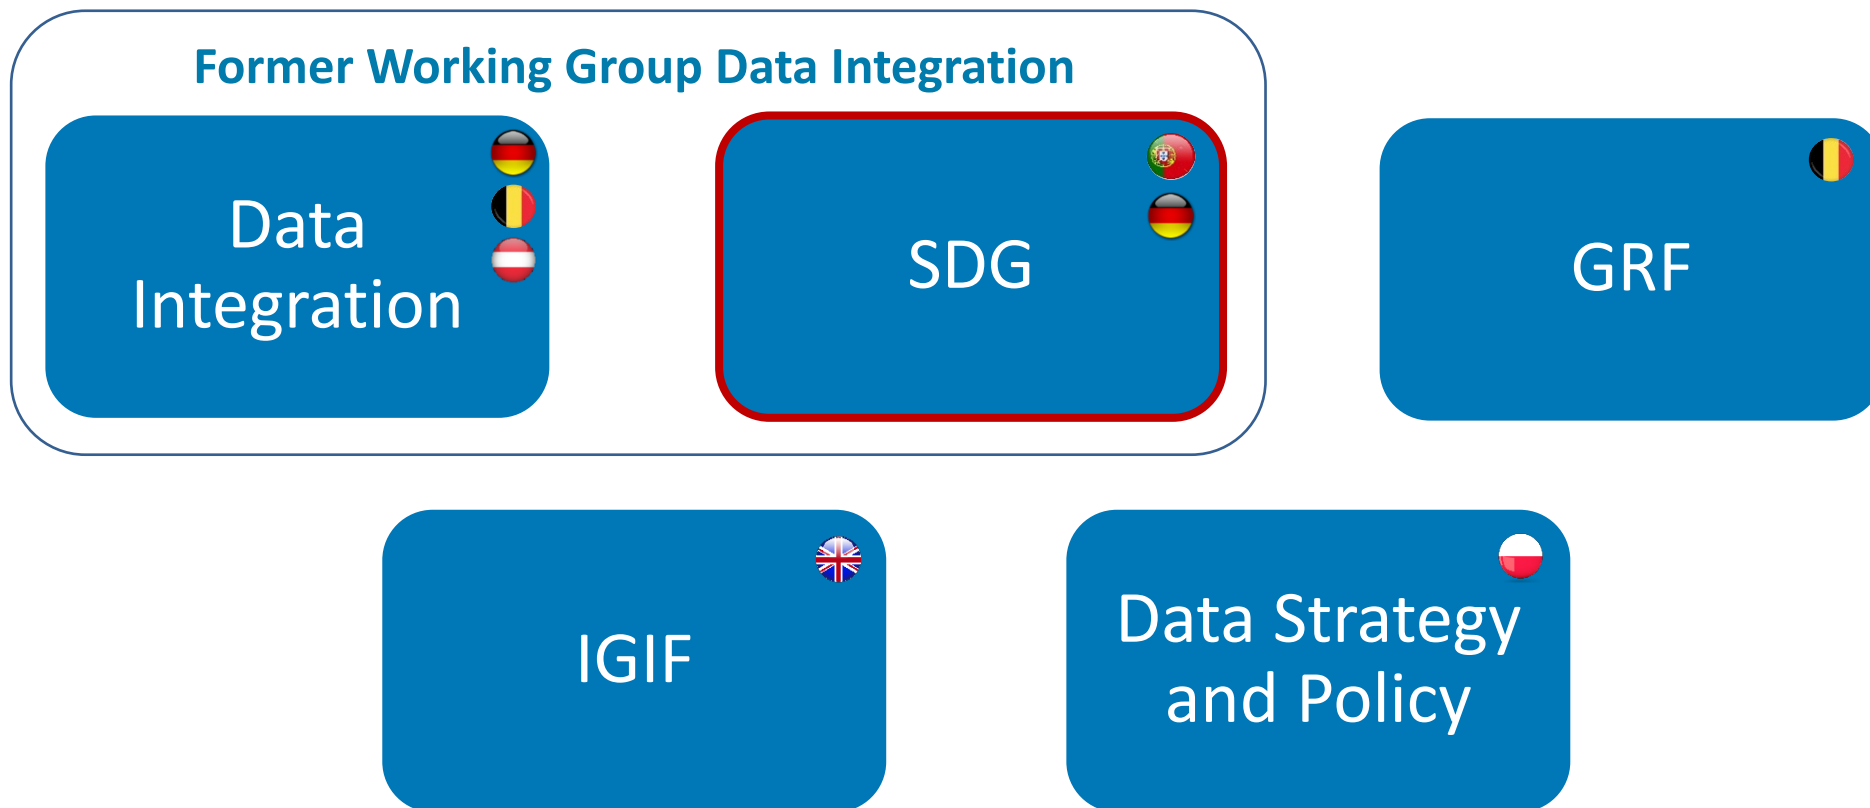 Former Working Group Data Integration
Data
Integration
SDG
GRF
IGIF
Data Strategy
and Policy